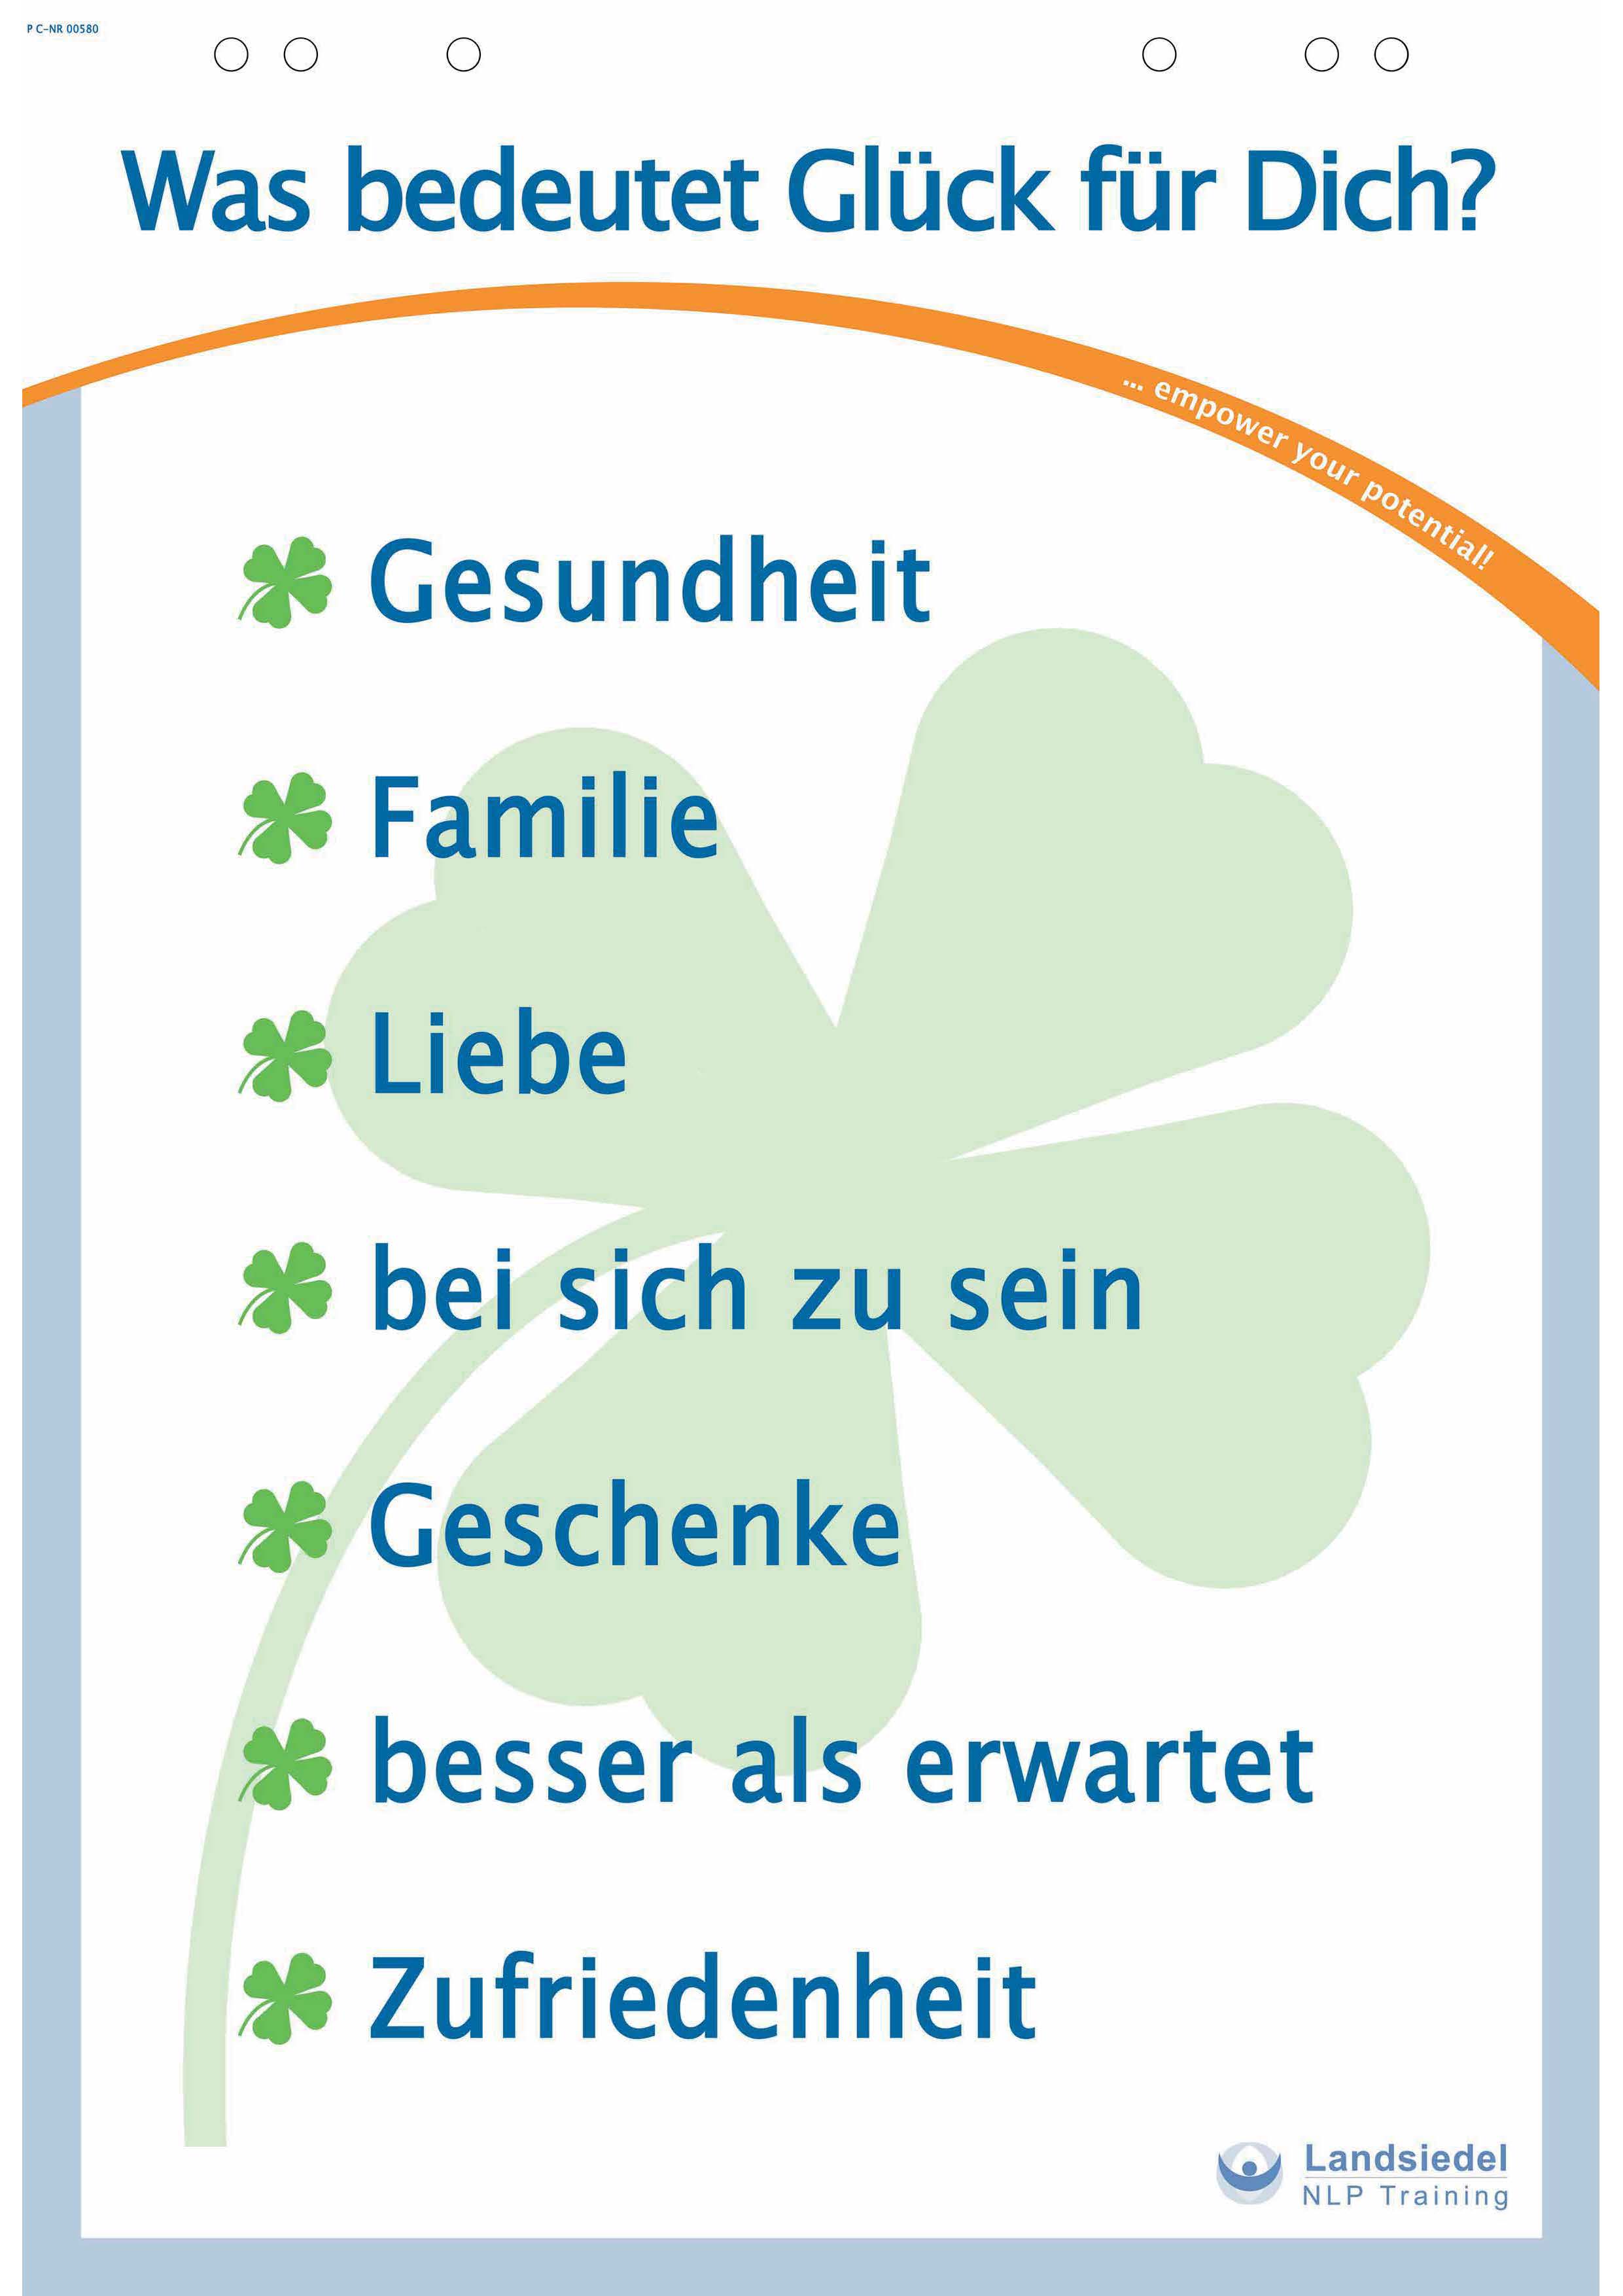 P C-NR 00580
Was bedeutet Glück für Dich?
... empower your potential!
Gesundheit
Familie
Liebe
bei sich zu sein
Geschenke
besser als erwartet
Zufriedenheit
Landsiedel
NLP Training